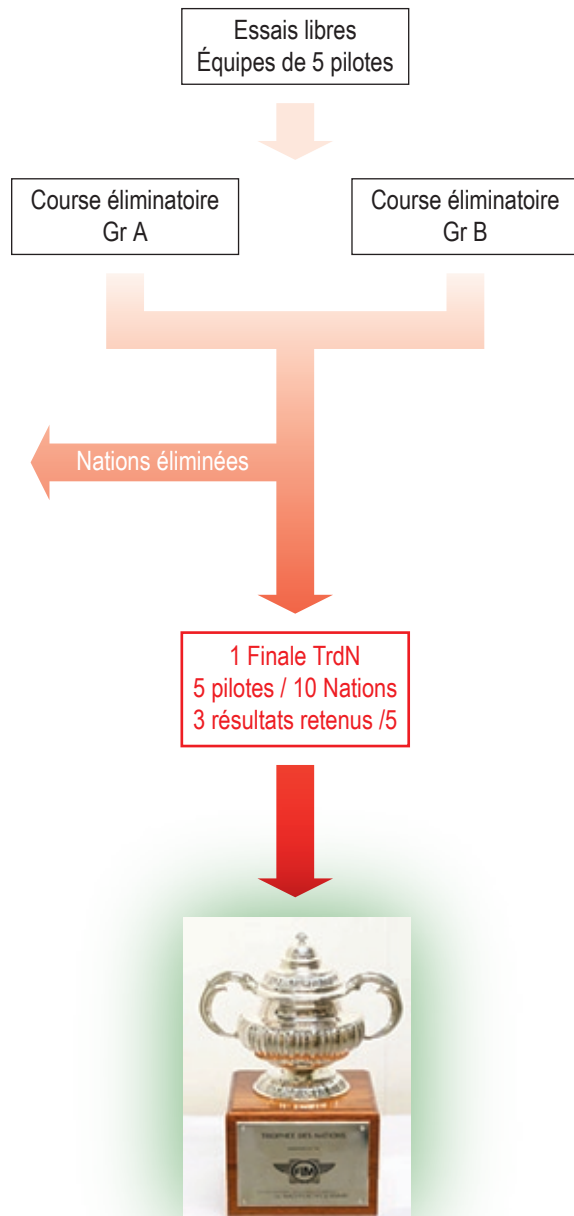 Essais libres
Équipes de 5 pilotes
Course éliminatoire
Gr A
Course éliminatoire
Gr B
Nations éliminées
1 Finale TrdN
5 pilotes / 10 Nations
3 résultats retenus /5
TROPHEE DES NATIONS
FIM